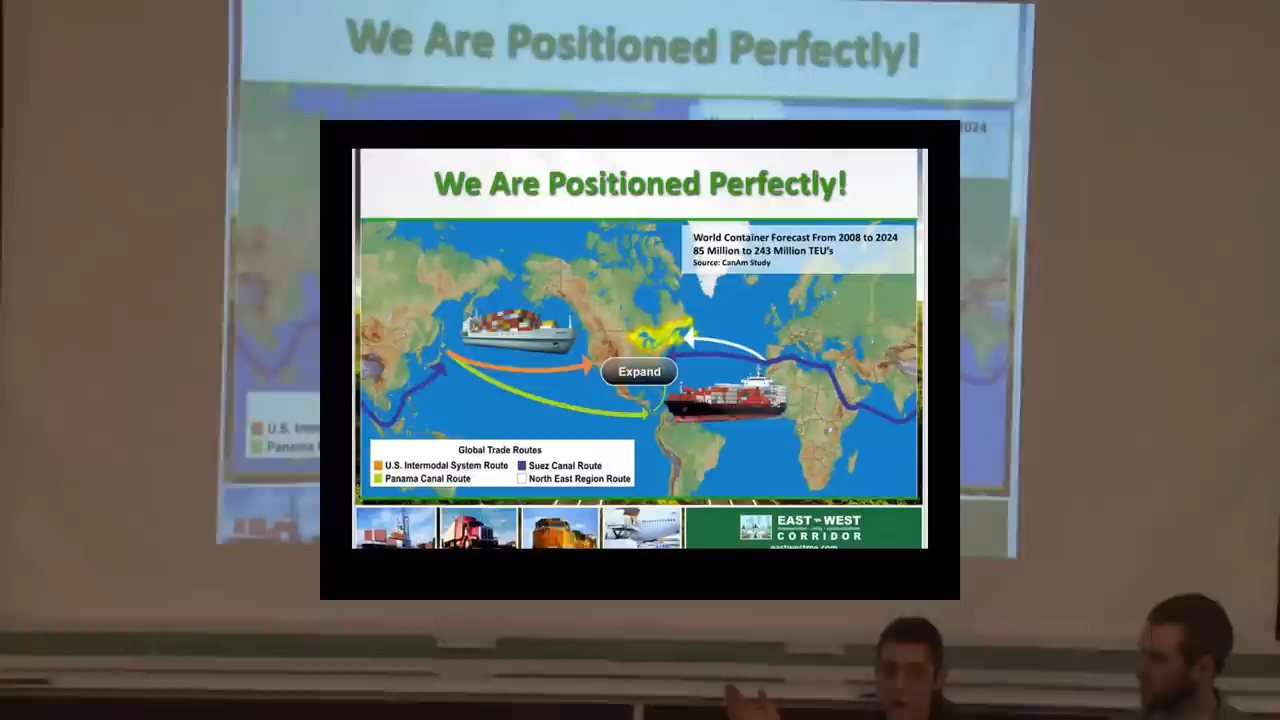 We Are Positioned Perfectly!
2024
U.S.
Panama
We Are Positioned Perfectly!
World Container Forecast From 2008 to 2024
85 Million to 243 Million TEU's
Source: CanAm Study
Expand
Global Trade Routes
U.S. Intermodal System Route
Suez Canal Route
Panama Canal Route
North East Region Route
EAST WEST
CORRIDOR
eastwestme.com